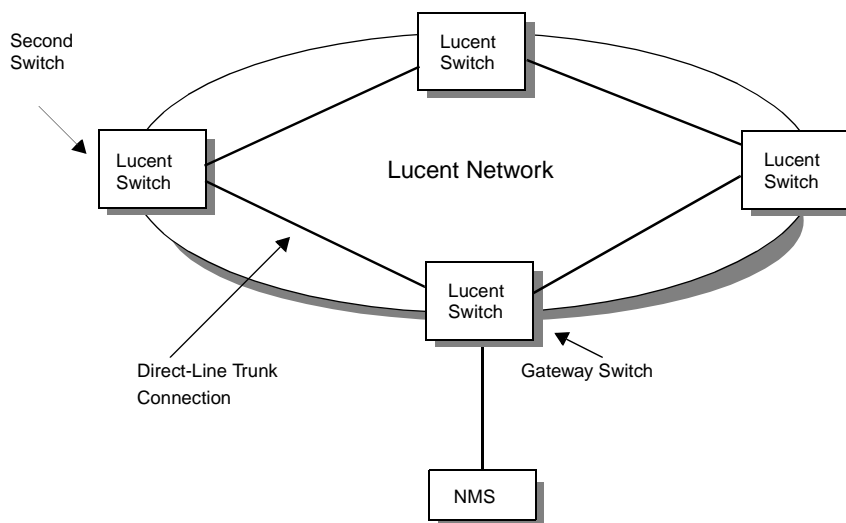 Second
Switch
Lucent
Switch
Lucent
Switch
Lucent Network
Lucent
Switch
Lucent
Switch
Direct-Line Trunk
Connection
Gateway Switch
NMS